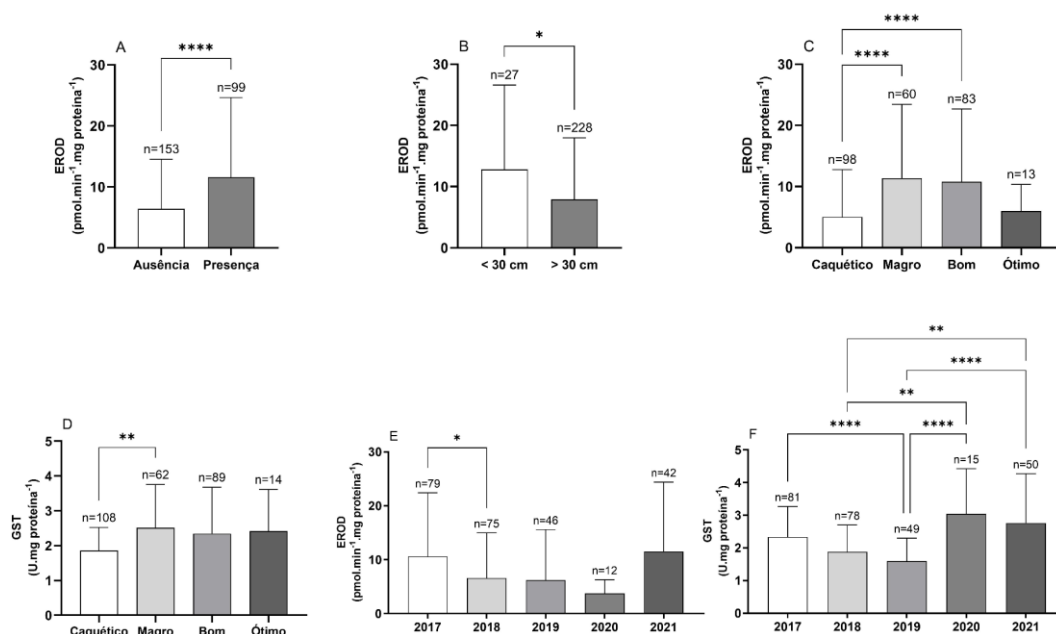 A
****
EROD
(pmol.min⁻¹.mg proteína⁻¹)
30
20
10
0
n=153
n=99
Ausência Presença
B
*
EROD
(pmol.min⁻¹.mg proteína⁻¹)
30
20
10
0
n=27
n=228
< 30 cm > 30 cm
C
****
****
EROD
(pmol.min⁻¹.mg proteína⁻¹)
30
20
10
0
n=98
n=60
n=83
n=13
Caquético Magro Bom Ótimo
D
**
GST
(U.mg proteína⁻¹)
5
4
3
2
1
0
n=108
n=62
n=89
n=14
Caquético Magro Bom Ótimo
E
*
EROD
(pmol.min⁻¹.mg proteína⁻¹)
30
20
10
0
n=79
n=75
n=46
n=12
n=42
2017 2018 2019 2020 2021
F
**
****
**
**** ****
GST
(U.mg proteína⁻¹)
5
4
3
2
1
0
n=81
n=78
n=49
n=15
n=50
2017 2018 2019 2020 2021